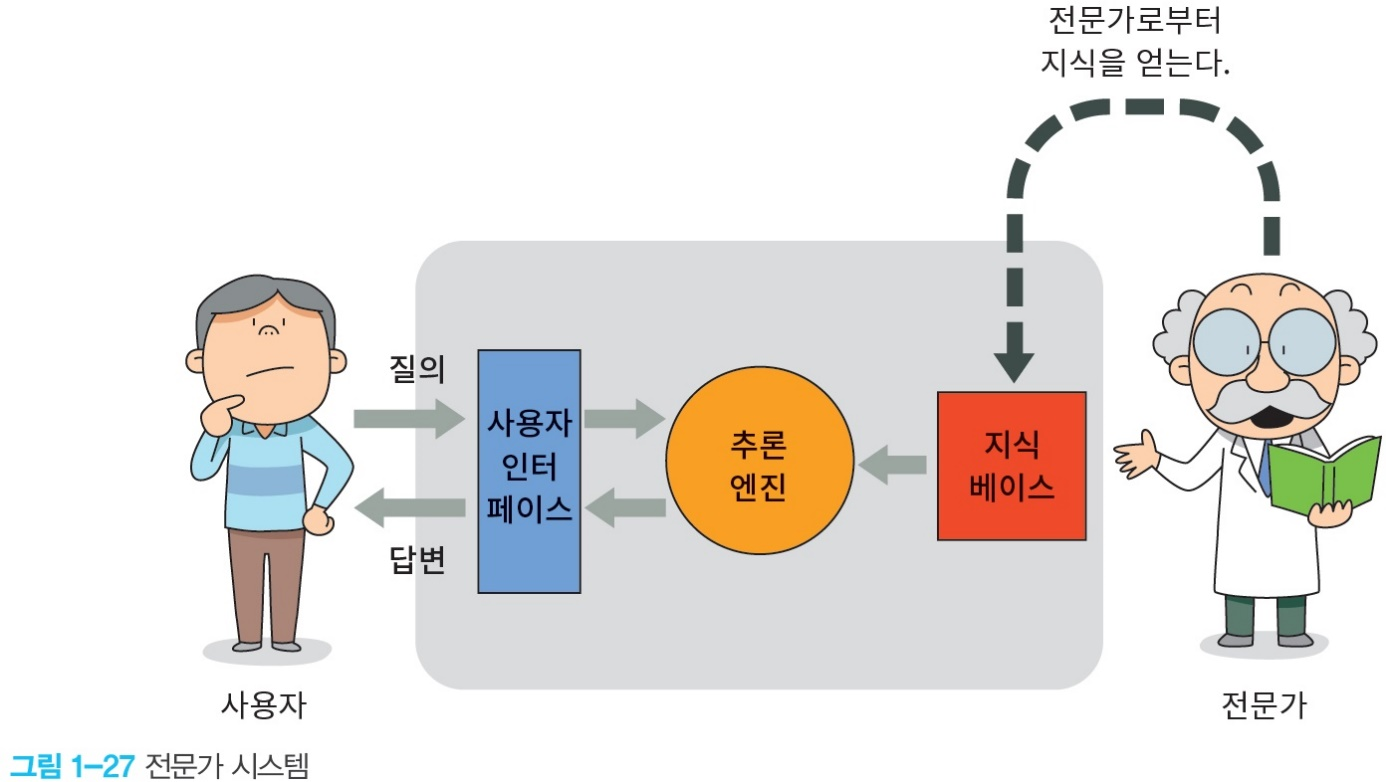 전문가로부터
지식을 얻는다.
질의
사용자
인터
페이스
추론
엔진
지식
베이스
답변
사용자
전문가
그림 1-27 전문가 시스템